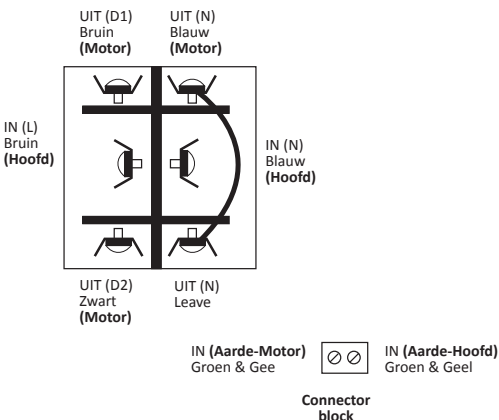 UIT (D1)
Bruin
(Motor)
UIT (N)
Blauw
(Motor)
IN (L)
Bruin
(Hoofd)
IN (N)
Blauw
(Hoofd)
UIT (D2)
Zwart
(Motor)
UIT (N)
Leave
IN (Aarde-Motor)
Groen & Gee
IN (Aarde-Hoofd)
Groen & Geel
Connector
block